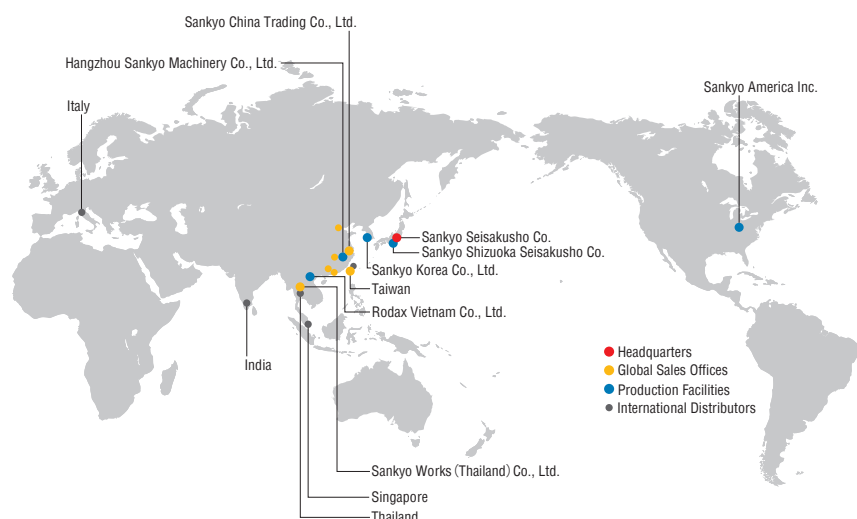 Sankyo China Trading Co., Ltd.
Hangzhou Sankyo Machinery Co., Ltd.
Sankyo America Inc.
Italy
Sankyo Seisakusho Co.
Sankyo Shizuoka Seisakusho Co.
Sankyo Korea Co., Ltd.
Taiwan
Rodax Vietnam Co., Ltd.
India
Headquarters
Global Sales Offices
Production Facilities
International Distributors
Sankyo Works (Thailand) Co., Ltd.
Singapore
Thailand